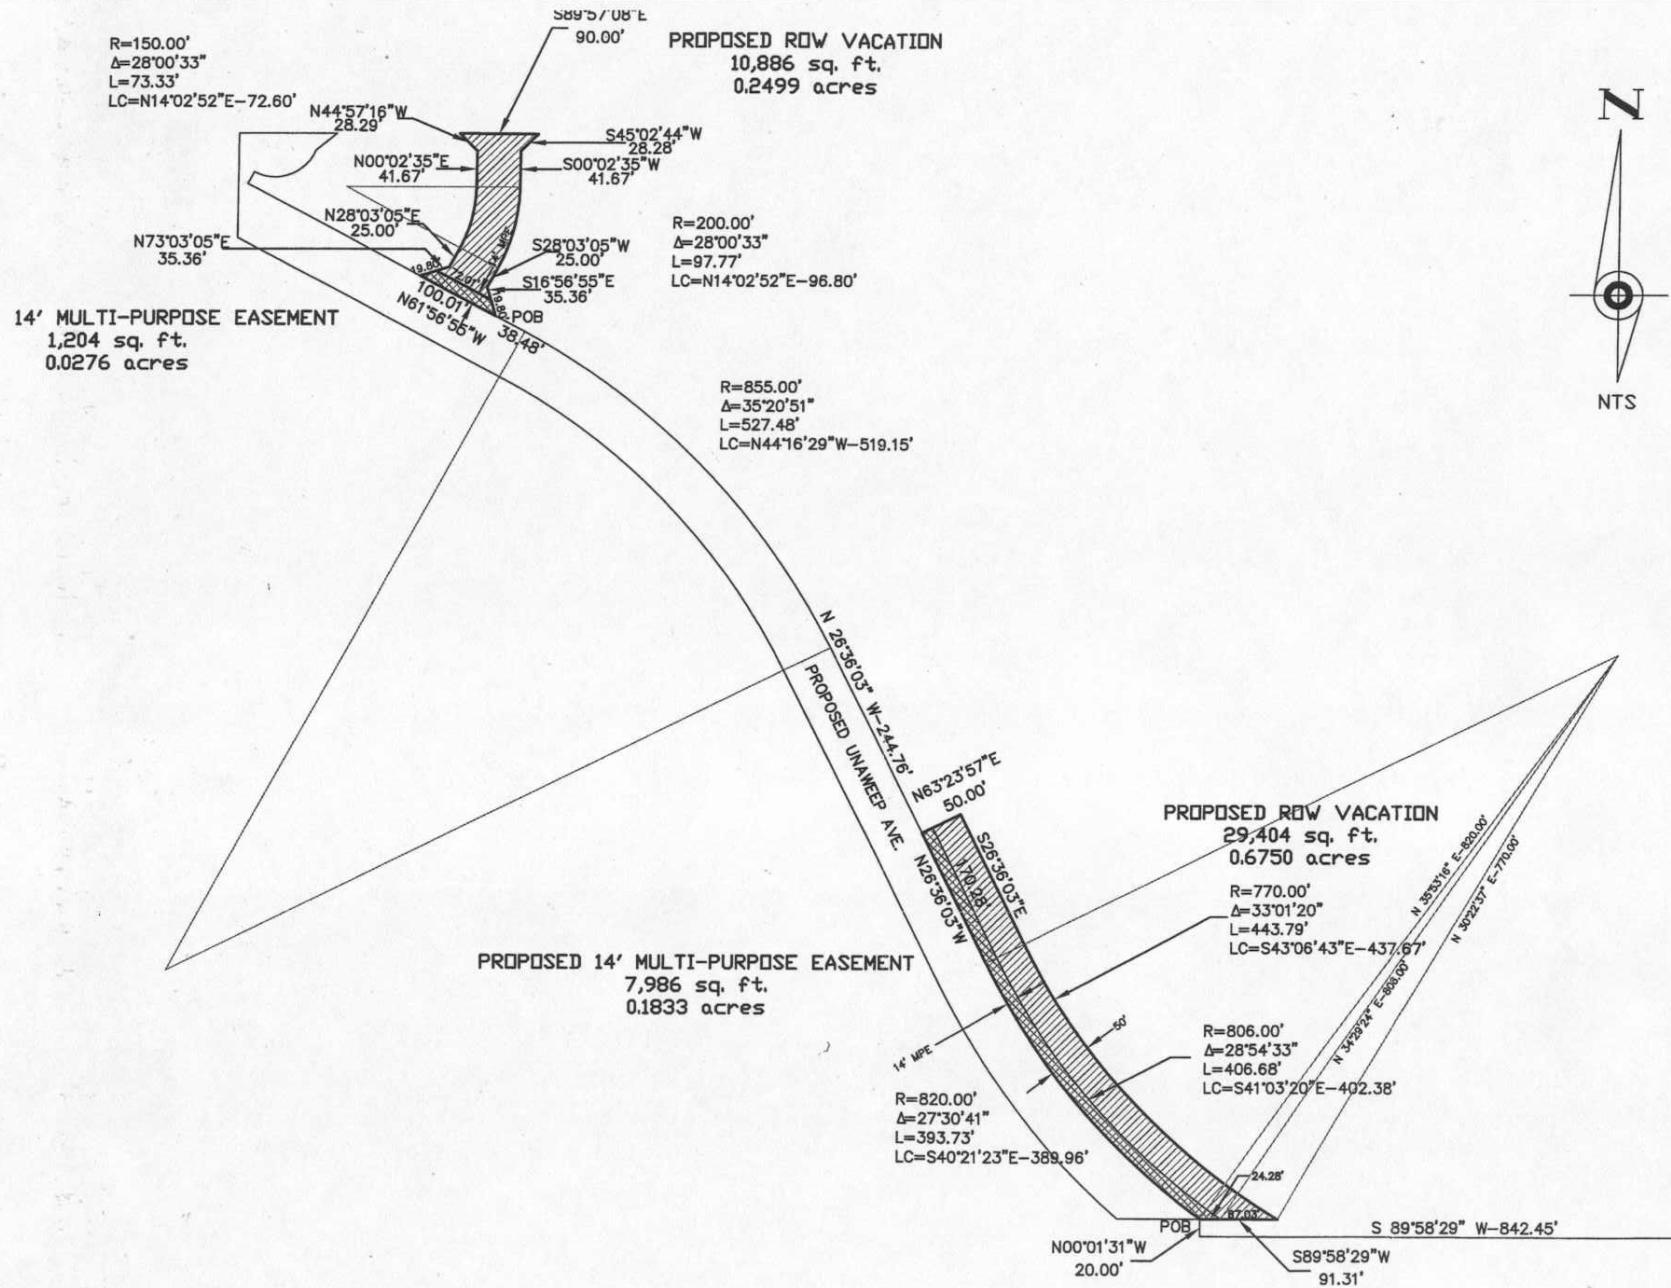 S89°57'08"E
90.00'
PROPOSED ROW VACATION
10,886 sq. ft.
0.2499 acres
R=150.00'
Δ=28°00'33"
L=73.33'
LC=N14°02'52"E-72.60'
N
NTS
N44°57'16"W
28.29'
S45°02'44"W
28.28'
N00°02'35"E
41.67'
S00°02'35"W
41.67'
N28°03'05"E
25.00'
14' MPE
S28°03'05"W
25.00'
N73°03'05"E
35.36'
S16°56'55"E
35.36'
19.80'
72.01'
19.80'
100.01'
N61°56'55"W
POB
38.48'
R=200.00'
Δ=28°00'33"
L=97.77'
LC=N14°02'52"E-96.80'
14' MULTI-PURPOSE EASEMENT
1,204 sq. ft.
0.0276 acres
R=855.00'
Δ=35°20'51"
L=527.48'
LC=N44°16'29"W-519.15'
N 26°36'03" W-244.76'
PROPOSED UNAWEEP AVE.
N63°23'57"E
50.00'
S26°36'03"E
170.28'
N26°36'03"W
PROPOSED ROW VACATION
29,404 sq. ft.
0.6750 acres
R=770.00'
Δ=33°01'20"
L=443.79'
LC=S43°06'43"E-437.67'
N 35°53'16" E-820.00'
N 34°29'24" E-806.00'
N 30°22'37" E-770.00'
PROPOSED 14' MULTI-PURPOSE EASEMENT
7,986 sq. ft.
0.1833 acres
50'
14' MPE
R=806.00'
Δ=28°54'33"
L=406.68'
LC=S41°03'20"E-402.38'
R=820.00'
Δ=27°30'41"
L=393.73'
LC=S40°21'23"E-389.96'
24.28'
67.03'
POB
S 89°58'29" W-842.45'
N00°01'31"W
20.00'
S89°58'29"W
91.31'